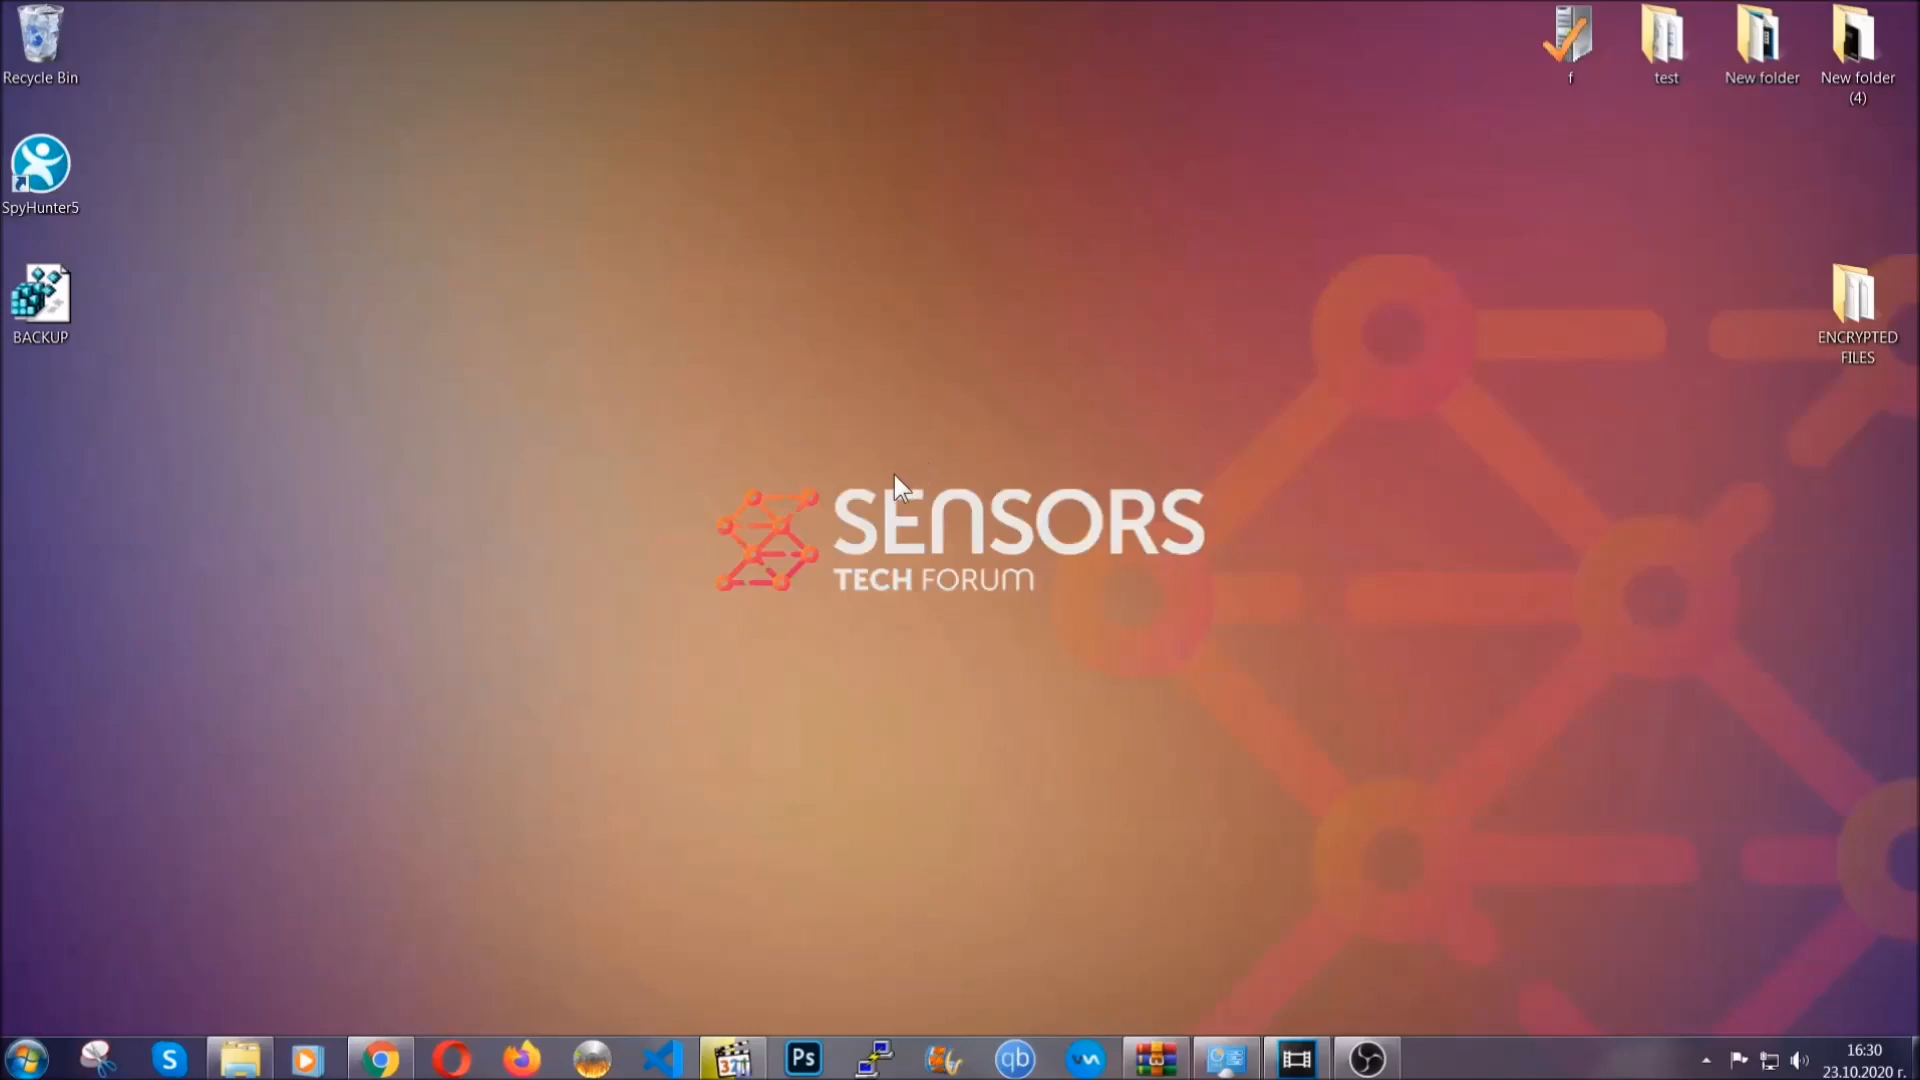 Recycle Bin
f
test
New folder
New folder
(4)
SpyHunter5
BACKUP
ENCRYPTED
FILES
SENSORS
TECH FORUM
S
321
Ps
qb
16:30
23.10.2020 г.